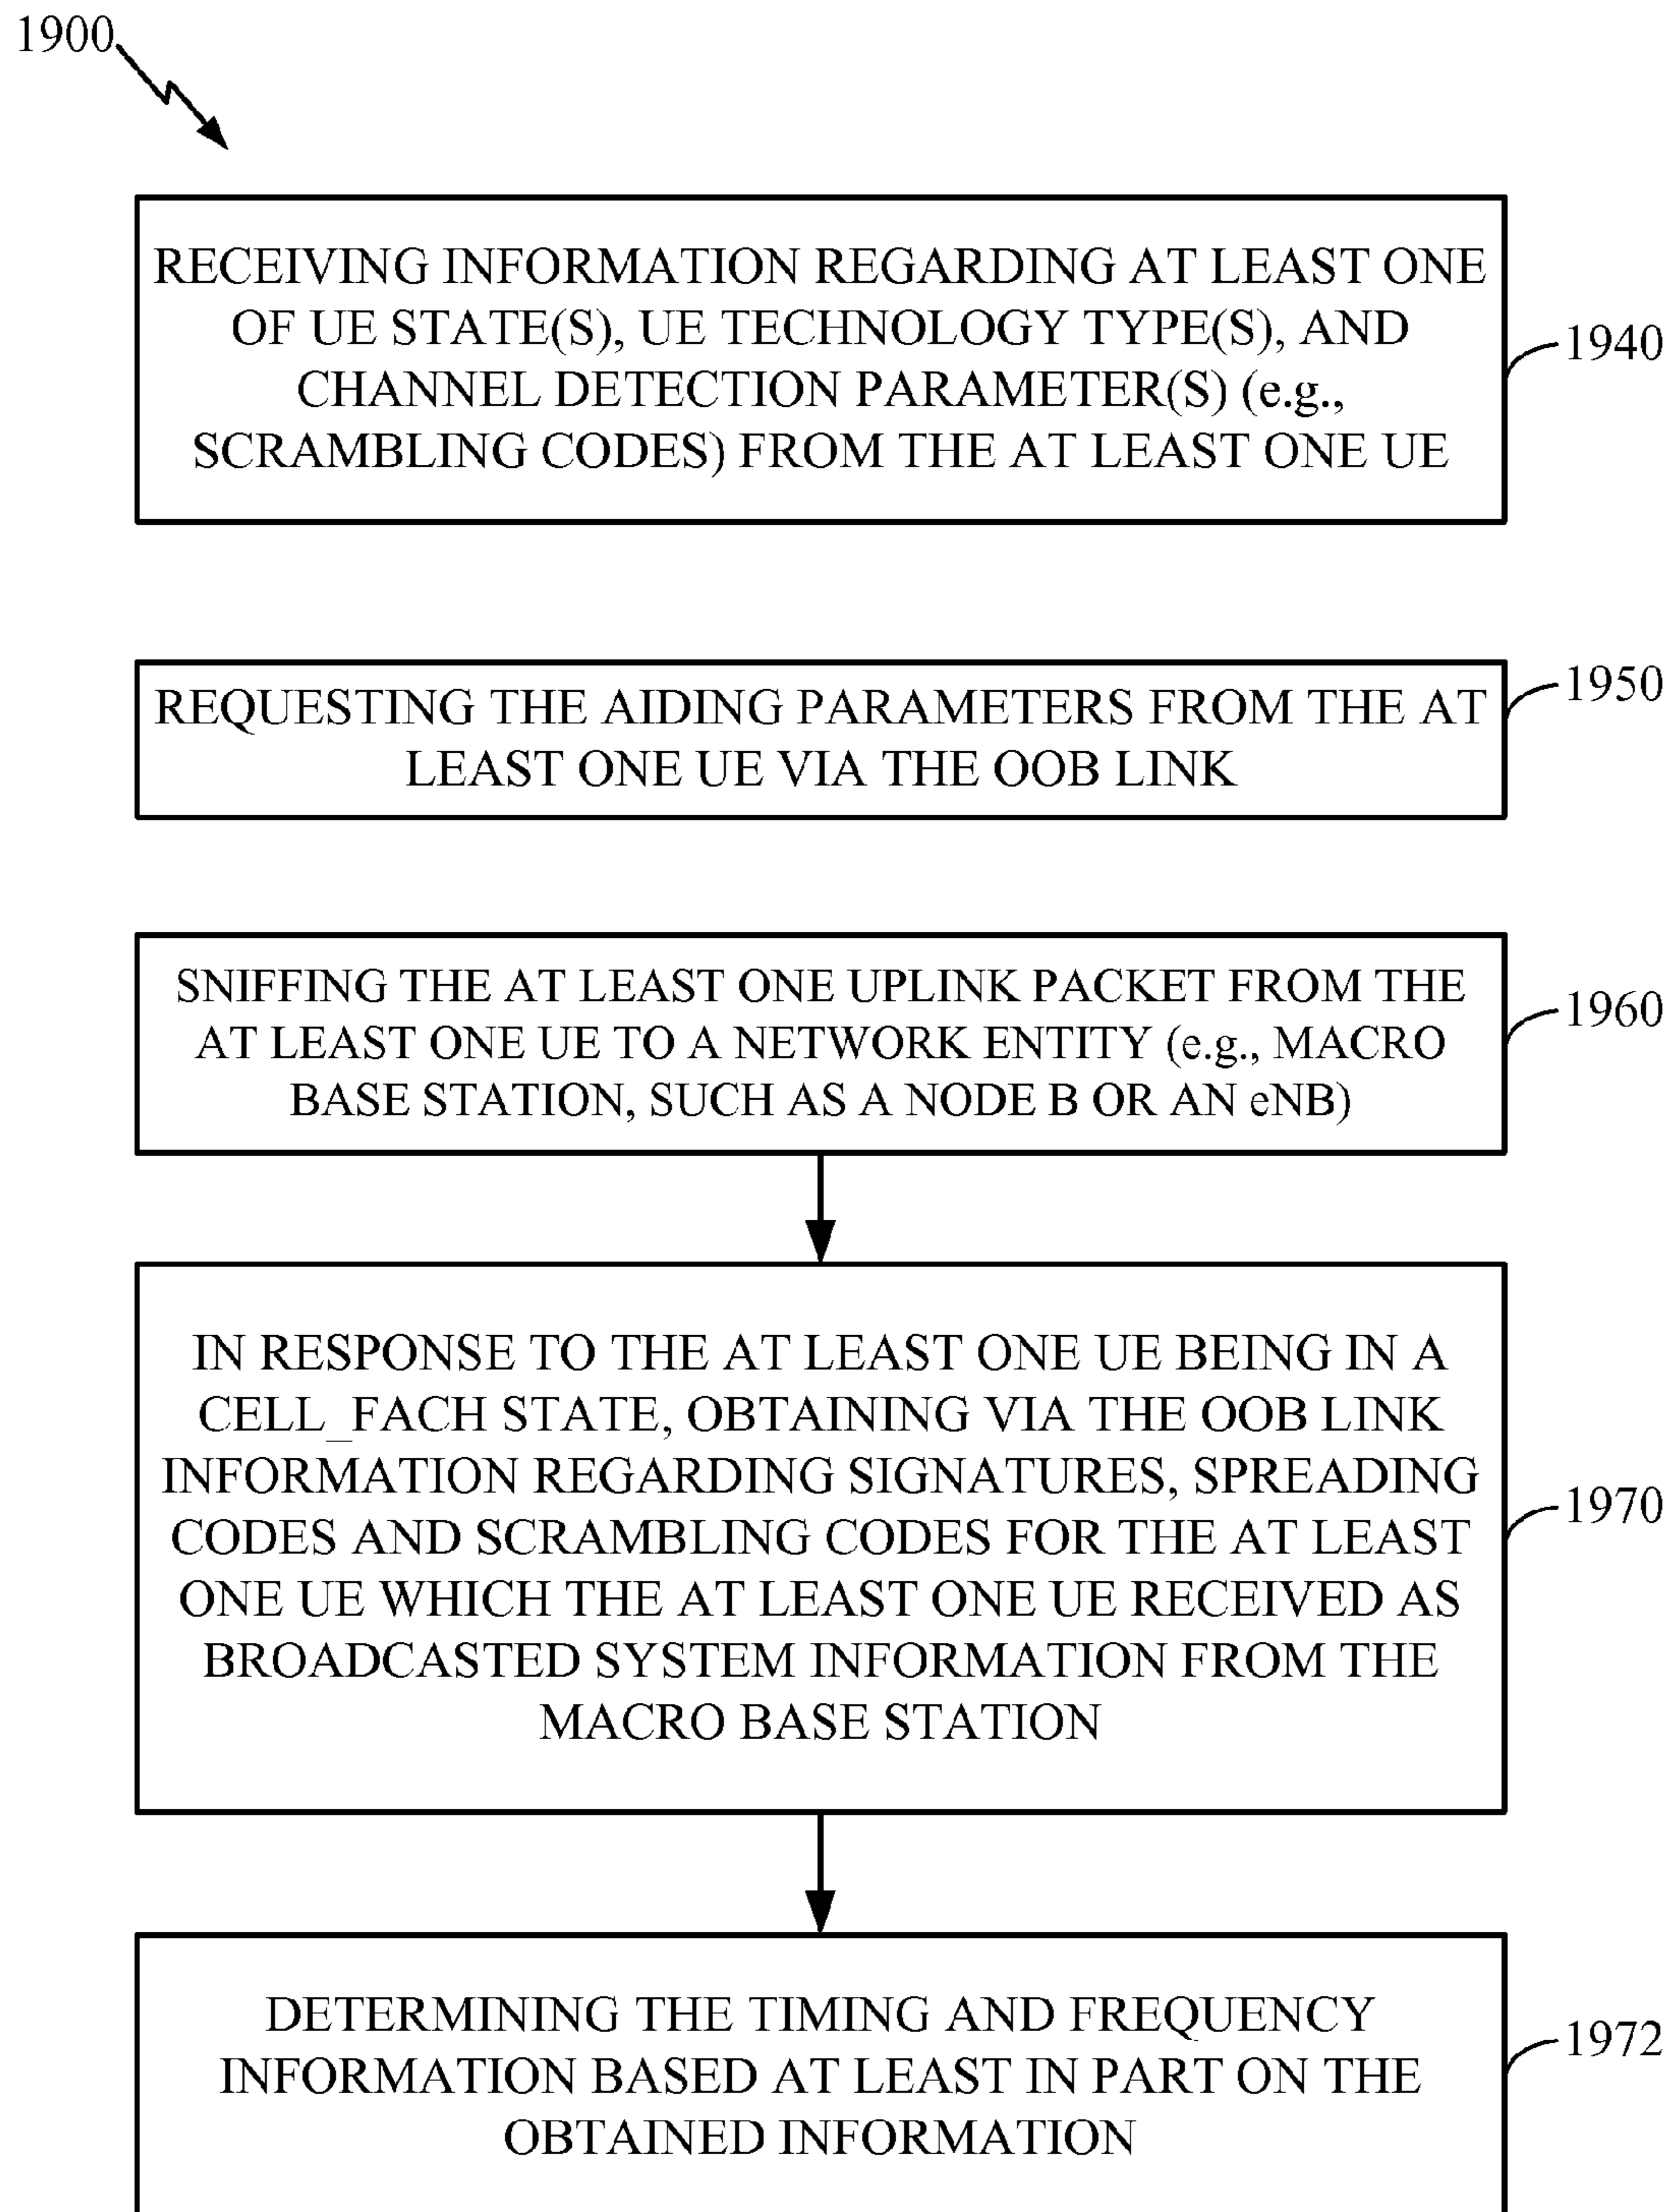 1900
RECEIVING INFORMATION REGARDING AT LEAST ONE
OF UE STATE(S), UE TECHNOLOGY TYPE(S), AND
CHANNEL DETECTION PARAMETER(S) (e.g.,
SCRAMBLING CODES) FROM THE AT LEAST ONE UE
1940
REQUESTING THE AIDING PARAMETERS FROM THE AT
LEAST ONE UE VIA THE OOB LINK
1950
SNIFFING THE AT LEAST ONE UPLINK PACKET FROM THE
AT LEAST ONE UE TO A NETWORK ENTITY (e.g., MACRO
BASE STATION, SUCH AS A NODE B OR AN eNB)
1960
IN RESPONSE TO THE AT LEAST ONE UE BEING IN A
CELL_FACH STATE, OBTAINING VIA THE OOB LINK
INFORMATION REGARDING SIGNATURES, SPREADING
CODES AND SCRAMBLING CODES FOR THE AT LEAST
ONE UE WHICH THE AT LEAST ONE UE RECEIVED AS
BROADCASTED SYSTEM INFORMATION FROM THE
MACRO BASE STATION
1970
DETERMINING THE TIMING AND FREQUENCY
INFORMATION BASED AT LEAST IN PART ON THE
OBTAINED INFORMATION
1972